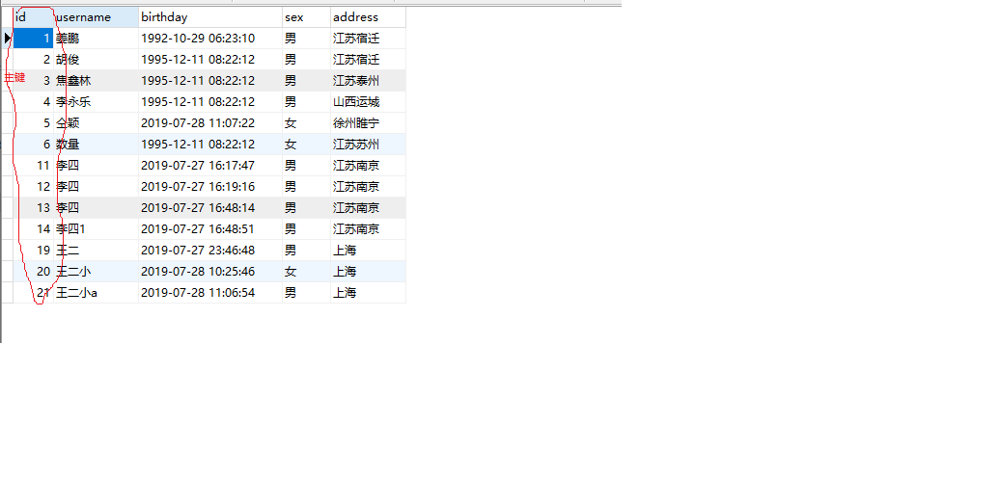 id username birthday sex address
1 姜鹏 1992-10-29 06:23:10 男 江苏宿迁
2 胡俊 1995-12-11 08:22:12 男 江苏宿迁
主键 3 焦鑫林 1995-12-11 08:22:12 男 江苏泰州
4 李永乐 1995-12-11 08:22:12 男 山西运城
5 仝颖 2019-07-28 11:07:22 女 徐州睢宁
6 数量 1995-12-11 08:22:12 女 江苏苏州
11 李四 2019-07-27 16:17:47 男 江苏南京
12 李四 2019-07-27 16:19:16 男 江苏南京
13 李四 2019-07-27 16:48:14 男 江苏南京
14 李四1 2019-07-27 16:48:51 男 江苏南京
19 王二 2019-07-27 23:46:48 男 上海
20 王二小 2019-07-28 10:25:46 女 上海
21 王二小a 2019-07-28 11:06:54 男 上海